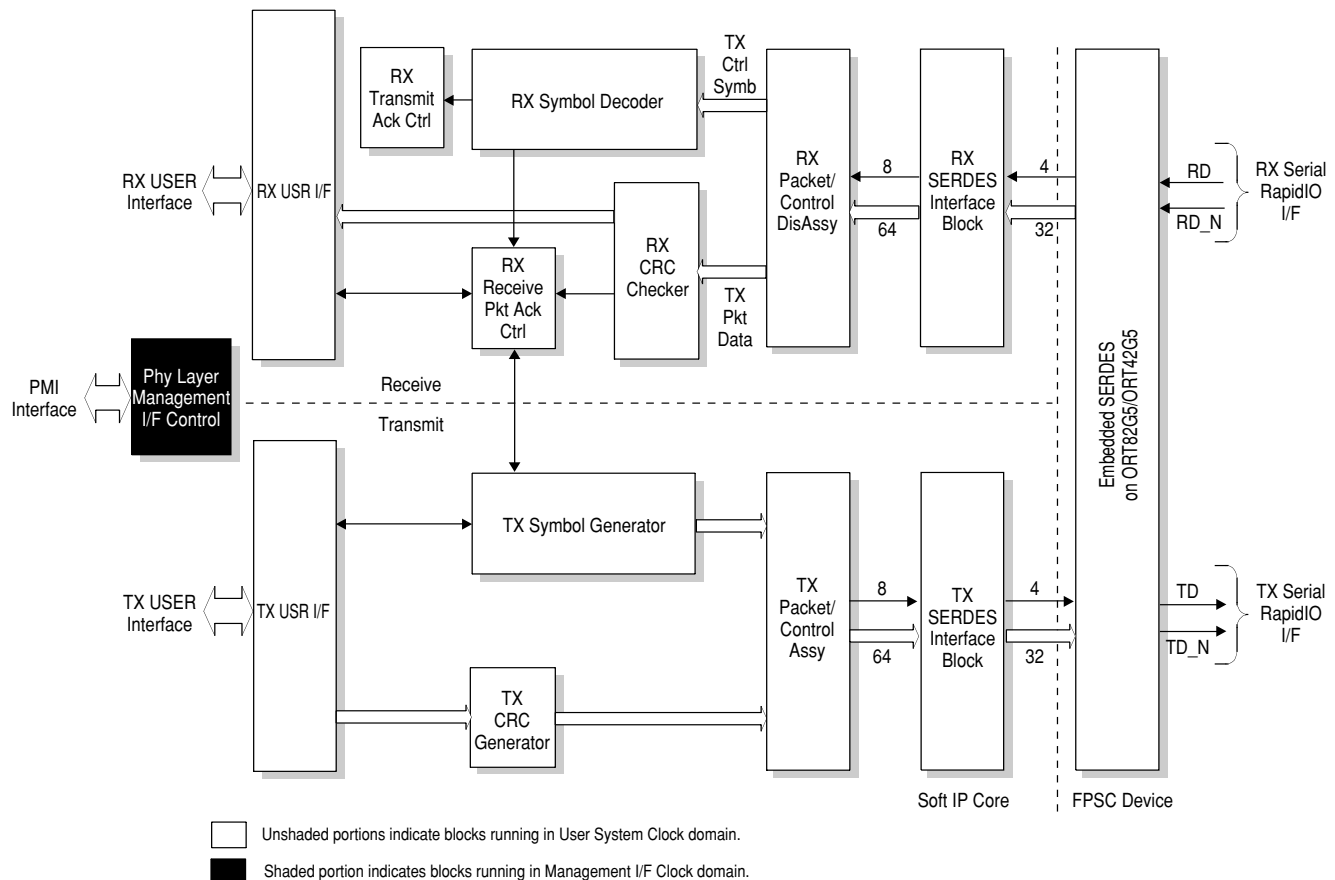 RX
Transmit
Ack Ctrl
RX Symbol Decoder
TX
Ctrl
Symb
RX
Packet/
Control
DisAssy
RX
SERDES
Interface
Block
8
64
4
32
RD
RD_N
RX Serial
RapidIO
I/F
RX USER
Interface
RX USR I/F
RX
CRC
Checker
RX
Receive
Pkt Ack
Ctrl
TX
Pkt
Data
PMI
Interface
Phy Layer
Management
I/F Control
Receive
Transmit
Embedded SERDES
on ORT82G5/ORT42G5
TX Symbol Generator
TX USER
Interface
TX USR I/F
TX
Packet/
Control
Assy
8
64
TX
SERDES
Interface
Block
4
32
TD
TD_N
TX Serial
RapidIO
I/F
TX
CRC
Generator
Soft IP Core
FPSC Device
Unshaded portions indicate blocks running in User System Clock domain.
Shaded portion indicates blocks running in Management I/F Clock domain.